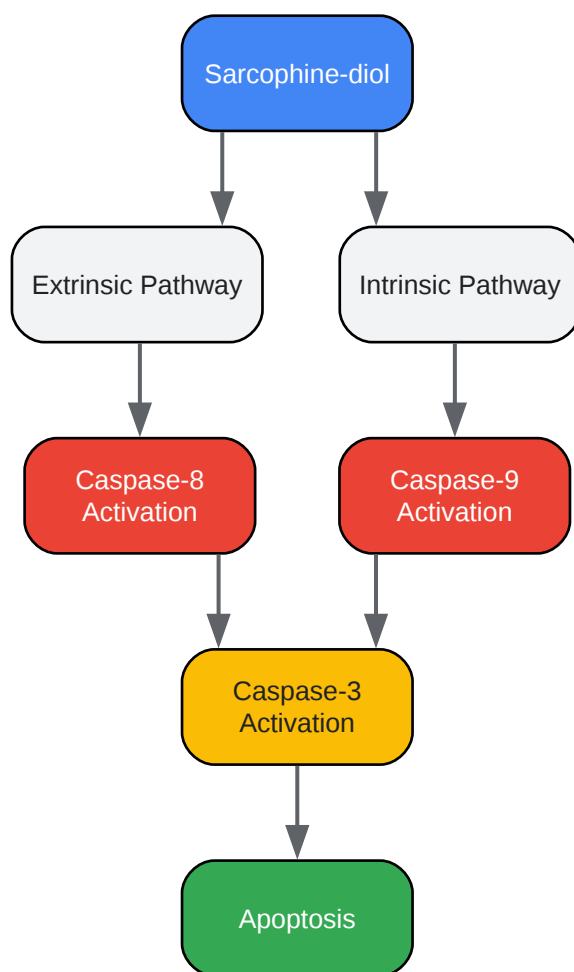 Sarcophine-diol
Extrinsic Pathway
Intrinsic Pathway
Caspase-8
Activation
Caspase-9
Activation
Caspase-3
Activation
Apoptosis